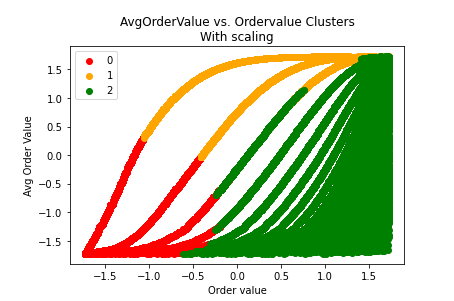 AvgOrderValue vs. Ordervalue Clusters
With scaling
0
1
2
1.5
1.0
0.5
0.0
−0.5
−1.0
−1.5
Avg Order Value
−1.5 −1.0 −0.5 0.0 0.5 1.0 1.5
Order value